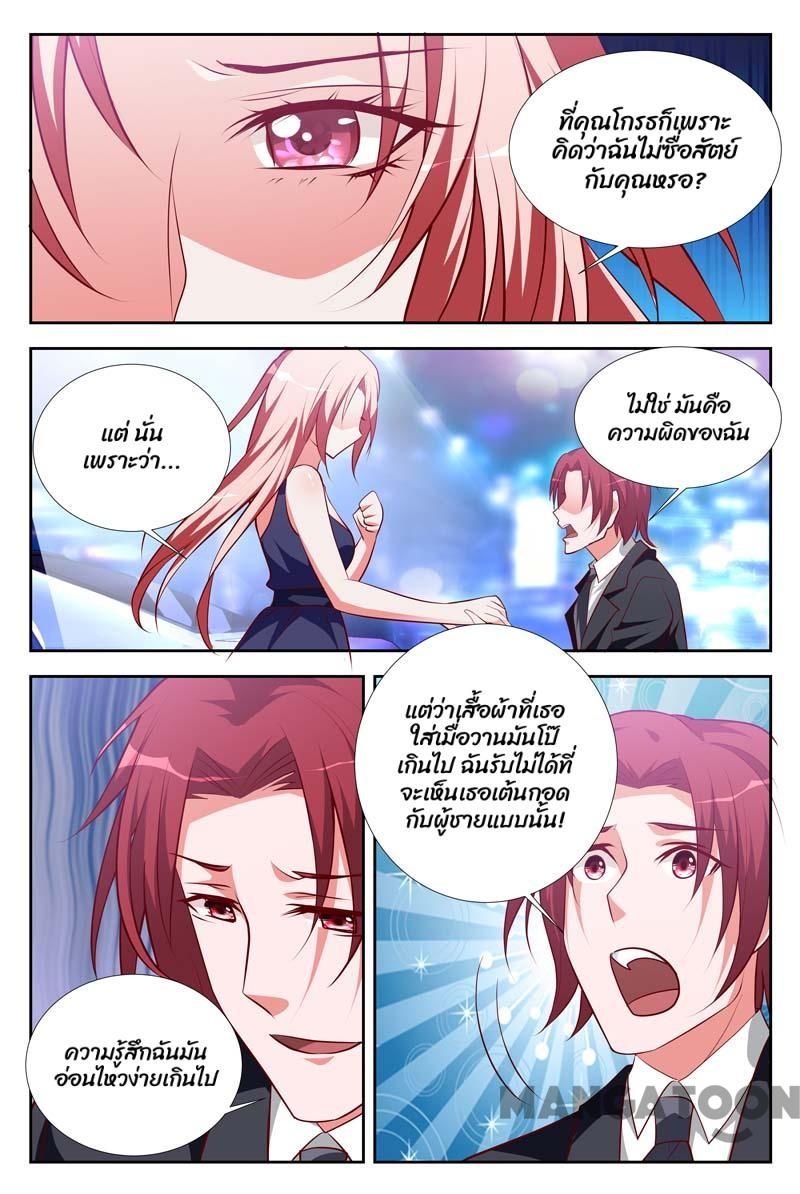 ที่คุณโกรธก็เพราะ
คิดว่าฉันไม่ซื่อสัตย์
กับคุณหรอ?
แต่ นั่น
เพราะว่า...
ไม่ใช่ มันคือ
ความผิดของฉัน
ความรู้สึกฉันมัน
อ่อนไหวง่ายเกินไป
แต่ว่าเสื้อผ้าที่เธอ
ใส่เมื่อวานมันโป๊
เกินไป ฉันรับไม่ได้ที่
จะเห็นเธอเต้นกอด
กับผู้ชายแบบนั้น!
MANGATOON